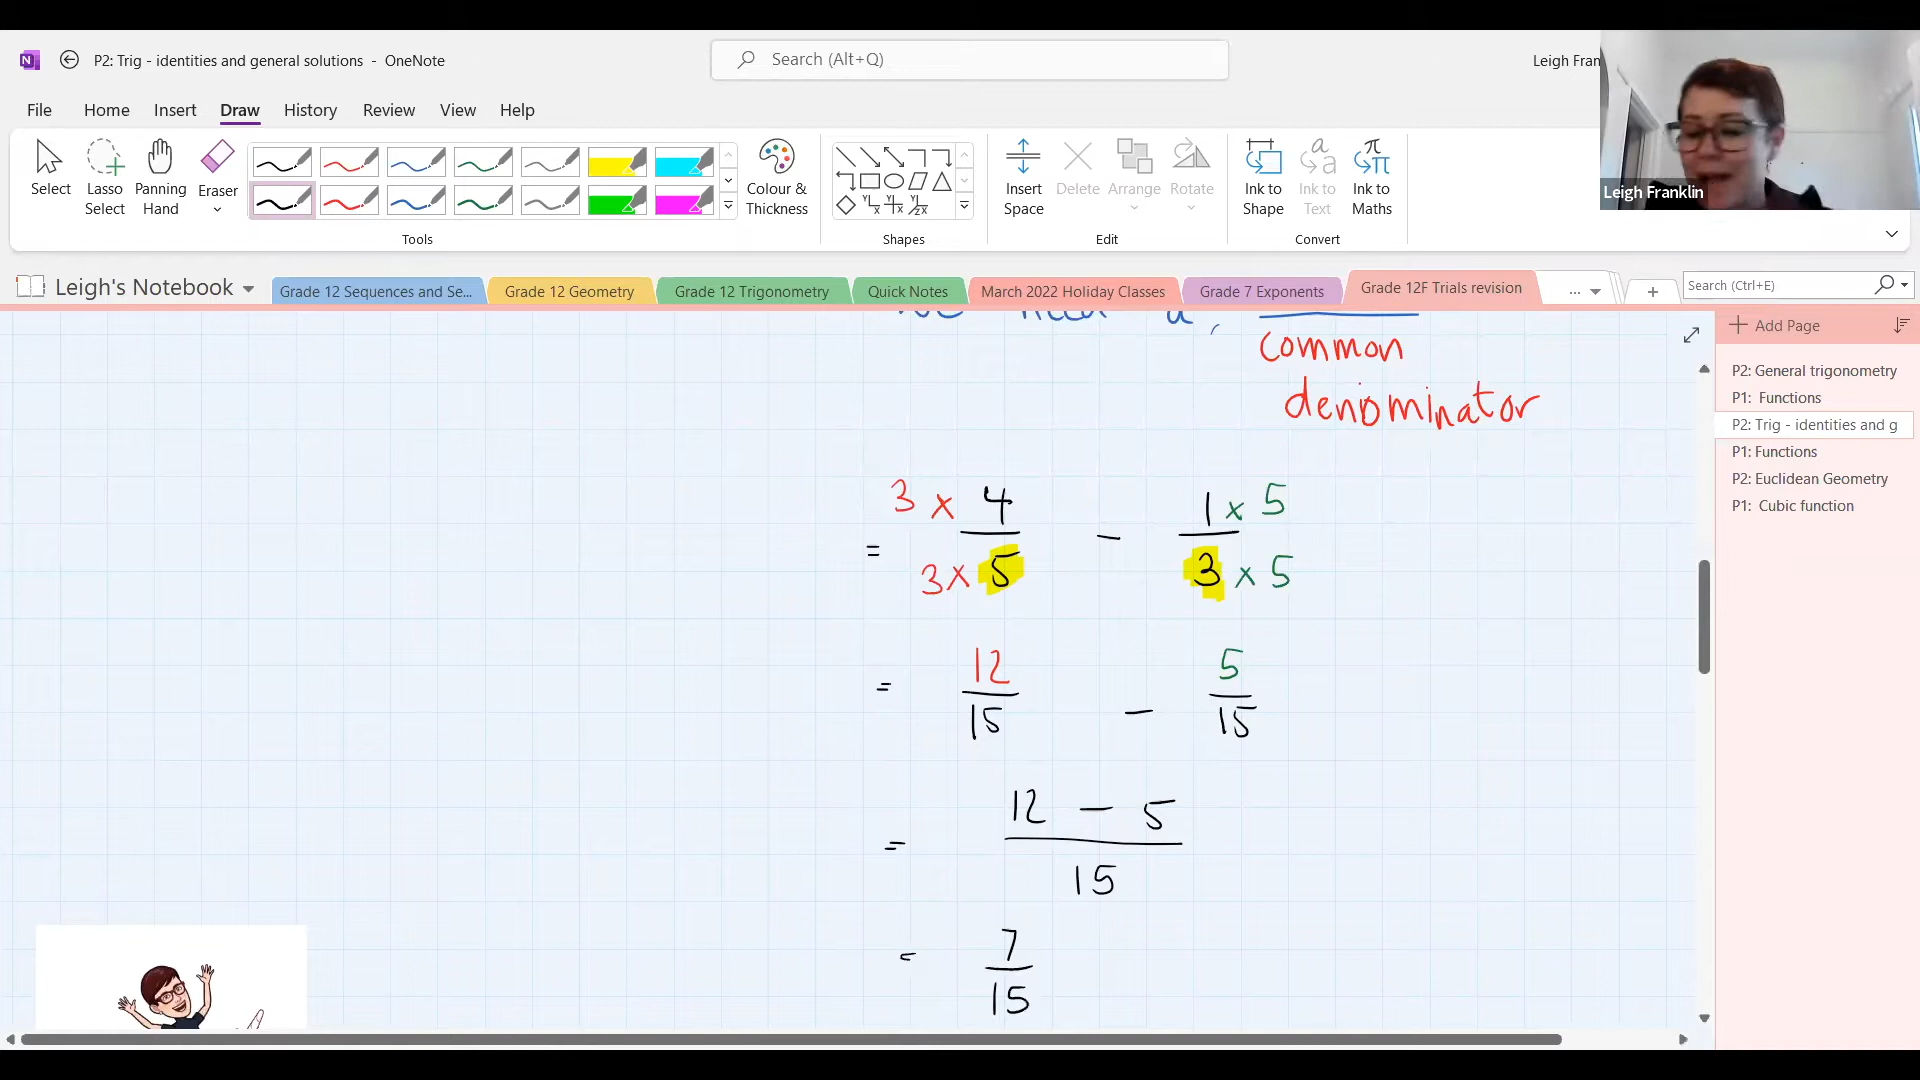 P2: Trig - identities and general solutions - OneNote
Search (Alt+Q)
Leigh Fran
Leigh Franklin
File Home Insert Draw History Review View Help
Select
Lasso Select
Panning Hand
Eraser
Colour & Thickness
Insert Space
Delete
Arrange
Rotate
Ink to Shape
Ink to Text
Ink to Maths
Tools Shapes Edit Convert
Leigh's Notebook
Grade 12 Sequences and Se...
Grade 12 Geometry
Grade 12 Trigonometry
Quick Notes
March 2022 Holiday Classes
Grade 7 Exponents
Grade 12F Trials revision
...
Search (Ctrl+E)
Add Page
P2: General trigonometry
P1: Functions
P2: Trig - identities and g
P1: Functions
P2: Euclidean Geometry
P1: Cubic function
we need a
common
denominator
3 × 4 1 × 5
= —
3 × 5 3 × 5
12 5
= —
15 15
12 — 5
=
15
7
=
15